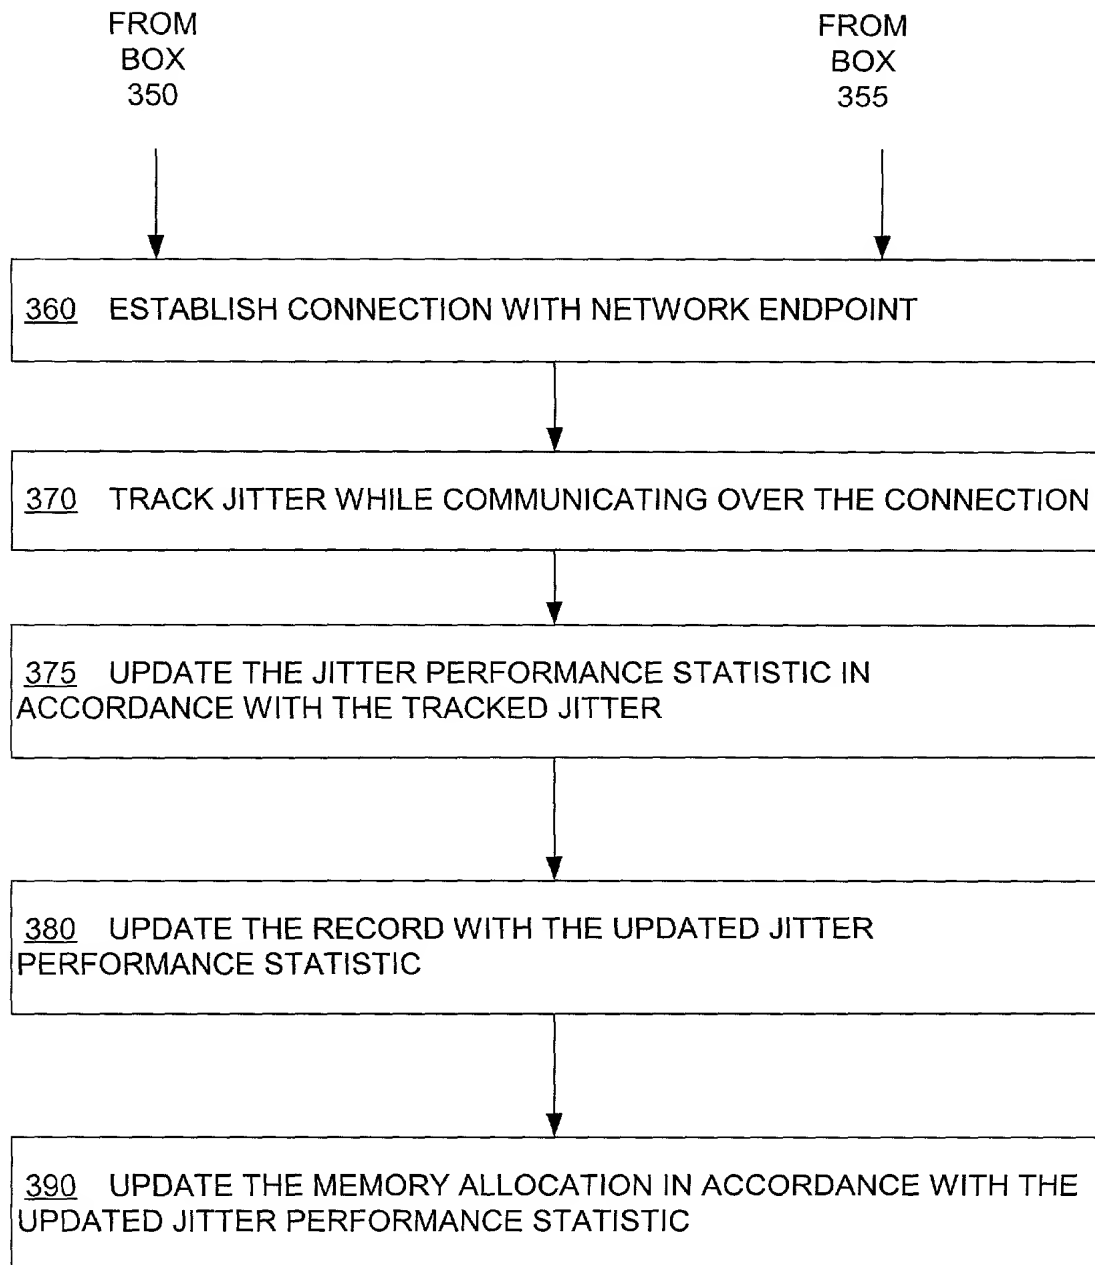 FROM
BOX
350
FROM
BOX
355
360 ESTABLISH CONNECTION WITH NETWORK ENDPOINT
370 TRACK JITTER WHILE COMMUNICATING OVER THE CONNECTION
375 UPDATE THE JITTER PERFORMANCE STATISTIC IN
ACCORDANCE WITH THE TRACKED JITTER
380 UPDATE THE RECORD WITH THE UPDATED JITTER
PERFORMANCE STATISTIC
390 UPDATE THE MEMORY ALLOCATION IN ACCORDANCE WITH THE
UPDATED JITTER PERFORMANCE STATISTIC